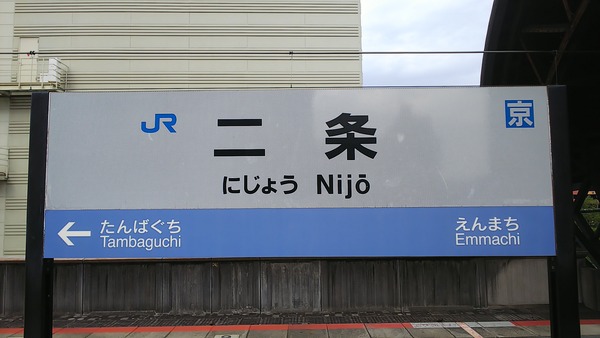 JR 二条 京
にじょう Nijō
← たんばぐち えんまち
Tambaguchi Emmachi